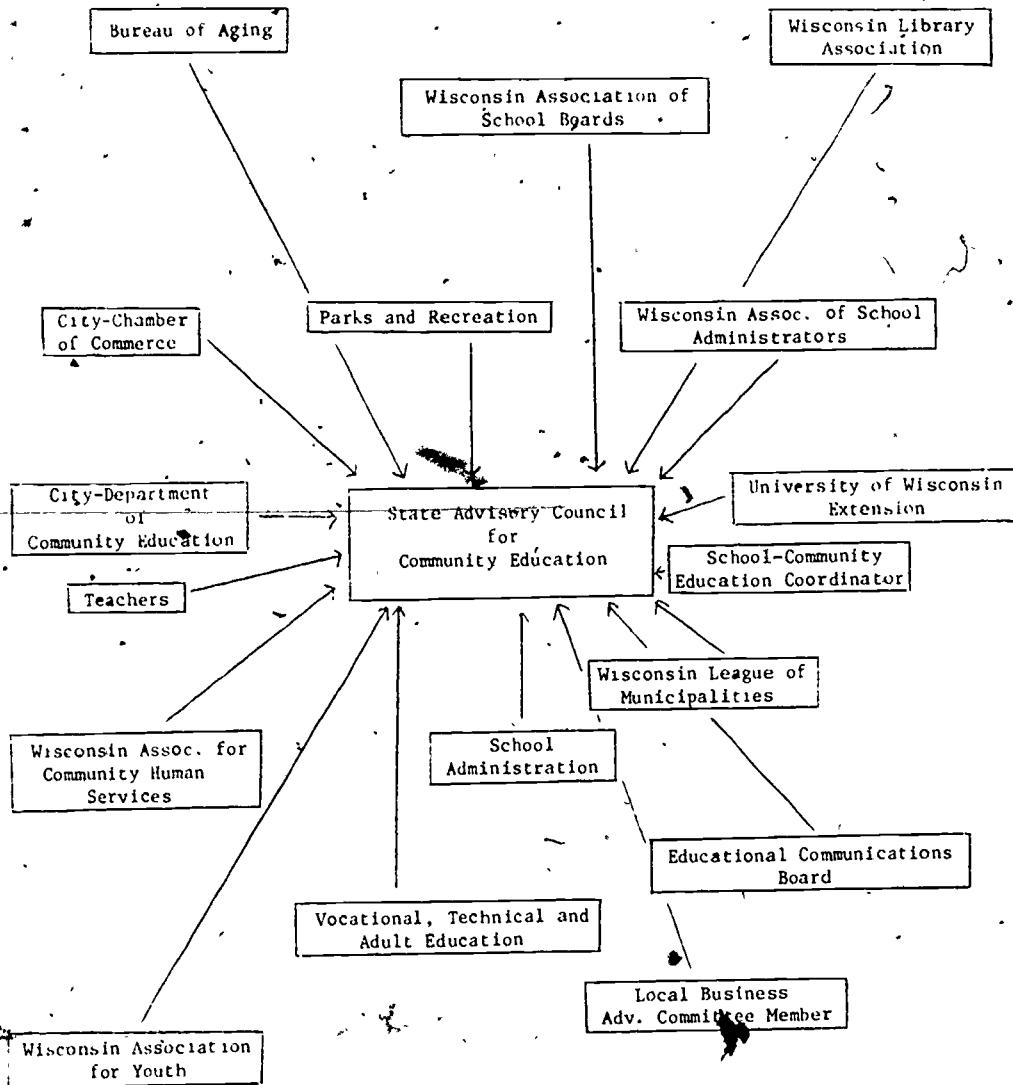 Bureau of Aging
Wisconsin Library
Association
Wisconsin Association of
School Boards
City-Chamber
of Commerce
Parks and Recreation
Wisconsin Assoc. of School
Administrators
City-Department
of
Community Education
State Advisory Council
for
Community Education
University of Wisconsin
Extension
School-Community
Education Coordinator
Teachers
Wisconsin League of
Municipalities
Wisconsin Assoc. for
Community Human
Services
School
Administration
Educational Communications
Board
Vocational, Technical and
Adult Education
Local Business
Adv. Committee Member
Wisconsin Association
for Youth